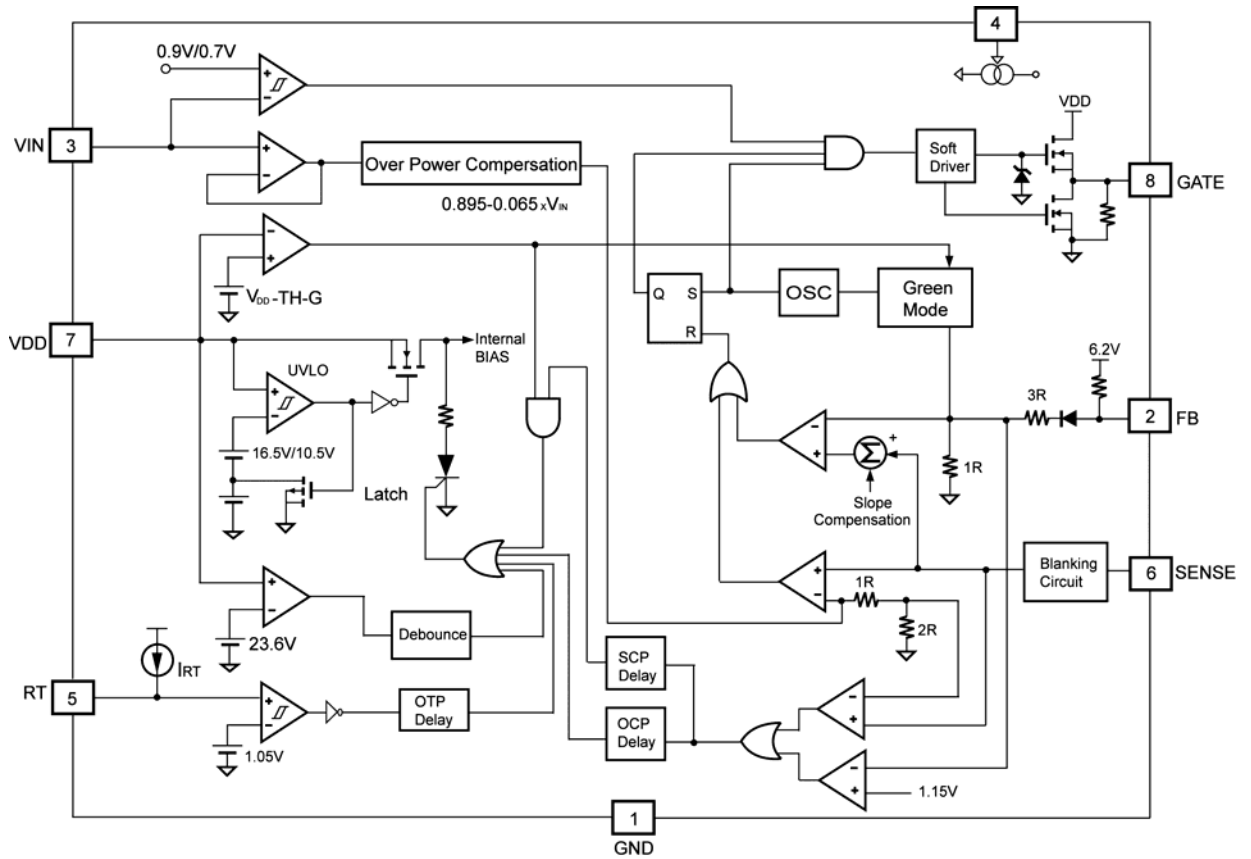 4
0.9V/0.7V
VDD
VIN
3
Over Power Compersation
Soft
Driver
8
GATE
0.895-0.065 xVIN
VDD-TH-G
Q
S
R
OSC
Green
Mode
VDD
7
Internal
BIAS
UVLO
6.2V
3R
2
FB
16.5V/10.5V
Σ
+
1R
Latch
Slope
Compensation
Blanking
Circuit
6
SENSE
1R
2R
23.6V
Debounce
SCP
Delay
IRT
RT
5
OTP
Delay
OCP
Delay
1.05V
1.15V
1
GND